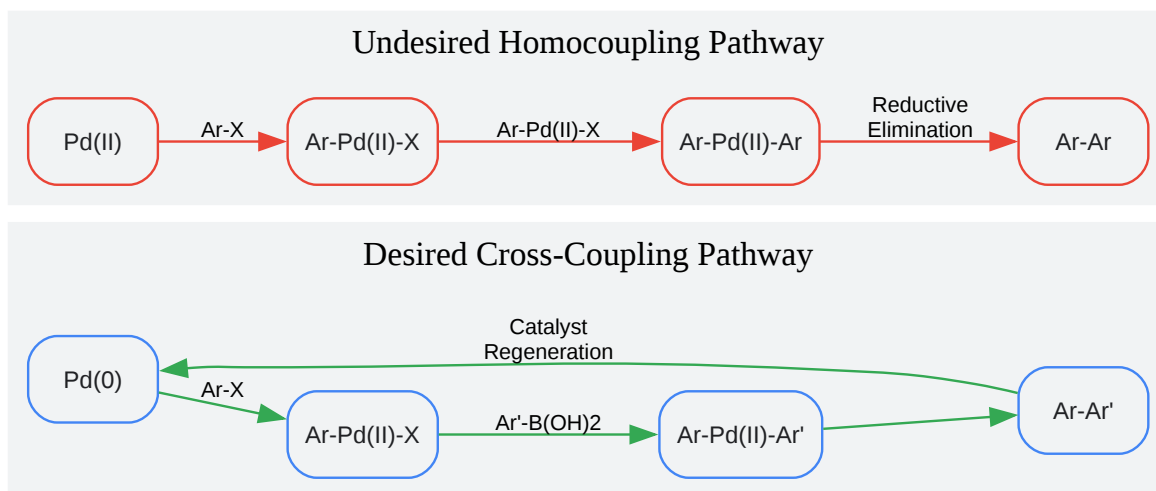 Undesired Homocoupling Pathway
Pd(II)
Ar-X
Ar-Pd(II)-X
Ar-Pd(II)-X
Ar-Pd(II)-Ar
Reductive
Elimination
Ar-Ar
Desired Cross-Coupling Pathway
Pd(0)
Ar-X
Ar-Pd(II)-X
Ar'-B(OH)2
Ar-Pd(II)-Ar'
Ar-Ar'
Catalyst
Regeneration